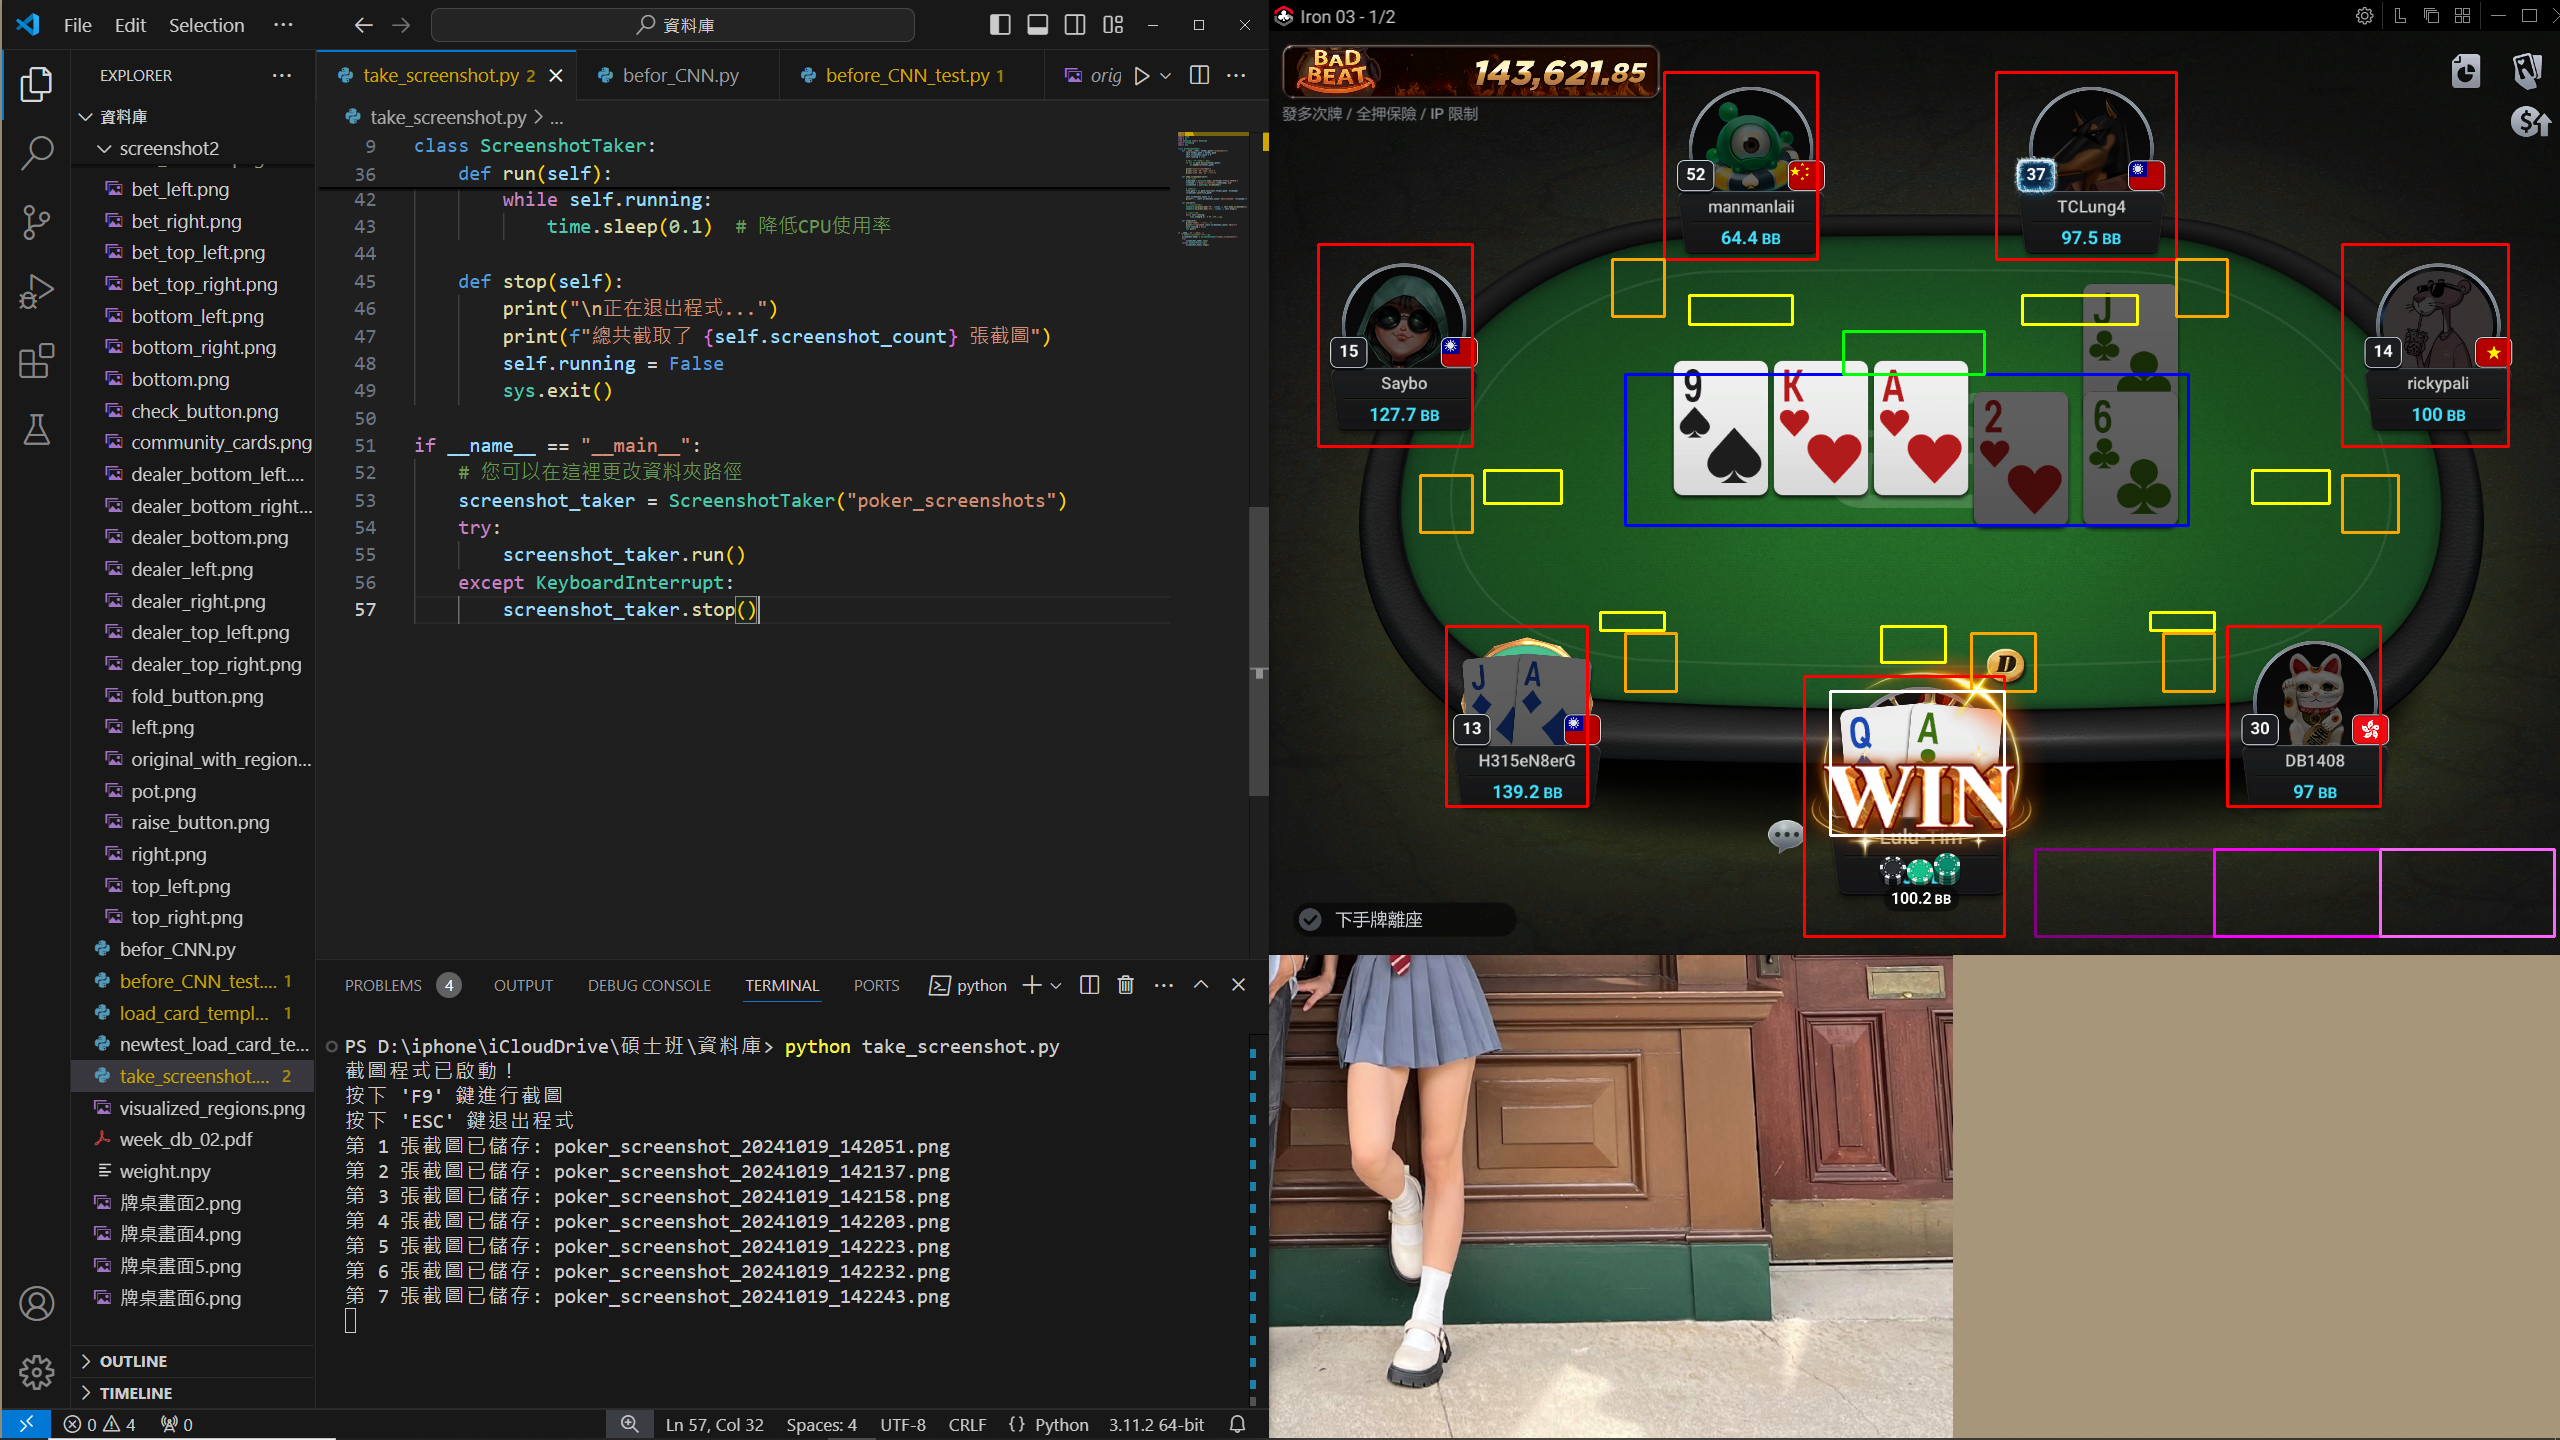 File Edit Selection ···
資料庫
EXPLORER ···
資料庫
screenshot2
bet_left.png
bet_right.png
bet_top_left.png
bet_top_right.png
bottom_left.png
bottom_right.png
bottom.png
check_button.png
community_cards.png
dealer_bottom_left....
dealer_bottom_right...
dealer_bottom.png
dealer_left.png
dealer_right.png
dealer_top_left.png
dealer_top_right.png
fold_button.png
left.png
original_with_region...
pot.png
raise_button.png
right.png
top_left.png
top_right.png
befor_CNN.py
before_CNN_test.... 1
load_card_templ... 1
newtest_load_card_te...
take_screenshot.... 2
visualized_regions.png
week_db_02.pdf
weight.npy
牌桌畫面2.png
牌桌畫面4.png
牌桌畫面5.png
牌桌畫面6.png
OUTLINE
TIMELINE
take_screenshot.py 2
befor_CNN.py
before_CNN_test.py 1
orig
take_screenshot.py > ...
9 class ScreenshotTaker:
36 def run(self):
42 while self.running:
43 time.sleep(0.1) # 降低CPU使用率
44
45 def stop(self):
46 print("\n正在退出程式...")
47 print(f"總共截取了 {self.screenshot_count} 張截圖")
48 self.running = False
49 sys.exit()
50
51 if __name__ == "__main__":
52 # 您可以在這裡更改資料夾路徑
53 screenshot_taker = ScreenshotTaker("poker_screenshots")
54 try:
55 screenshot_taker.run()
56 except KeyboardInterrupt:
57 screenshot_taker.stop()
PROBLEMS 4 OUTPUT DEBUG CONSOLE TERMINAL PORTS python
PS D:\iphone\iCloudDrive\碩士班\資料庫> python take_screenshot.py
截圖程式已啟動！
按下 'F9' 鍵進行截圖
按下 'ESC' 鍵退出程式
第 1 張截圖已儲存: poker_screenshot_20241019_142051.png
第 2 張截圖已儲存: poker_screenshot_20241019_142137.png
第 3 張截圖已儲存: poker_screenshot_20241019_142158.png
第 4 張截圖已儲存: poker_screenshot_20241019_142203.png
第 5 張截圖已儲存: poker_screenshot_20241019_142223.png
第 6 張截圖已儲存: poker_screenshot_20241019_142232.png
第 7 張截圖已儲存: poker_screenshot_20241019_142243.png
0 4 0 Ln 57, Col 32 Spaces: 4 UTF-8 CRLF {} Python 3.11.2 64-bit
Iron 03 - 1/2
BAD BEAT 143,621.85
發多次牌 / 全押保險 / IP 限制
52
manmanlaii
64.4 BB
37
TCLung4
97.5 BB
15
Saybo
127.7 BB
14
rickypali
100 BB
J
9 K A 2 6
13
J A
H315eN8erG
139.2 BB
D
Q A
WIN
Lulu-Tim
100.2 BB
30
DB1408
97 BB
下手牌離座